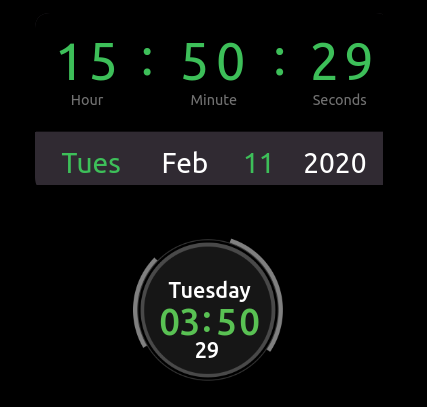 15 : 50 : 29
Hour Minute Seconds
Tues Feb 11 2020
Tuesday
03:50
29